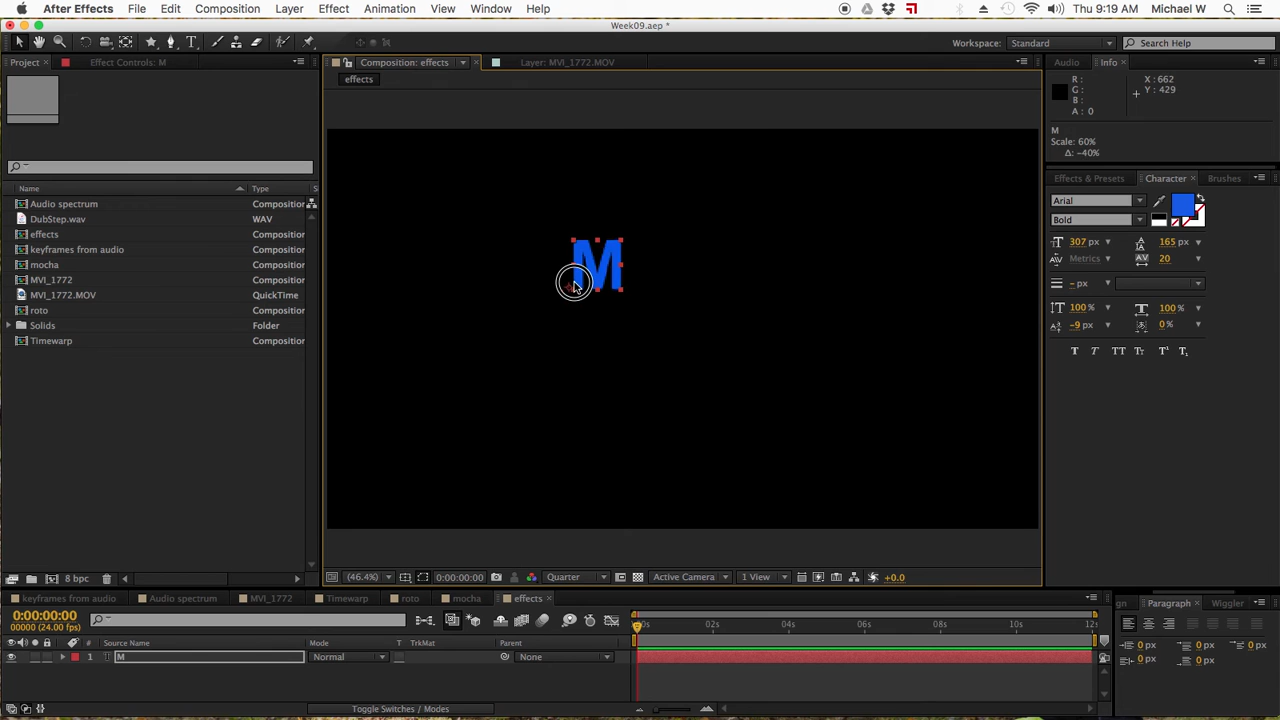 After Effects File Edit Composition Layer Effect Animation View Window Help Thu 9:19 AM Michael W
Week09.aep *
Workspace: Standard Search Help
Project Effect Controls: M
Composition: effects Layer: MVI_1772.MOV
Audio Info
effects
R :
G :
B :
A : 0
X : 662
Y : 429
M
Scale: 60%
Δ: -40%
Name Type S
Audio spectrum Composition
DubStep.wav WAV
effects Composition
keyframes from audio Composition
mocha Composition
MVI_1772 Composition
MVI_1772.MOV QuickTime
roto Composition
Solids Folder
Timewarp Composition
M
Effects & Presets Character Brushes
Arial
Bold
307 px 165 px
Metrics 20
- px
100% 100%
-9 px 0%
T T TT Tt T¹ T₁
8 bpc
(46.4%) 0:00:00:00 Quarter Active Camera 1 View +0.0
keyframes from audio Audio spectrum MVI_1772 Timewarp roto mocha effects
gn Paragraph Wiggler
0:00:00:00
00000 (24.00 fps)
00s 02s 04s 06s 08s 10s 12s
# Source Name Mode T TrkMat Parent
1 T M Normal None
0 px 0 px 0 px
0 px 0 px
Toggle Switches / Modes